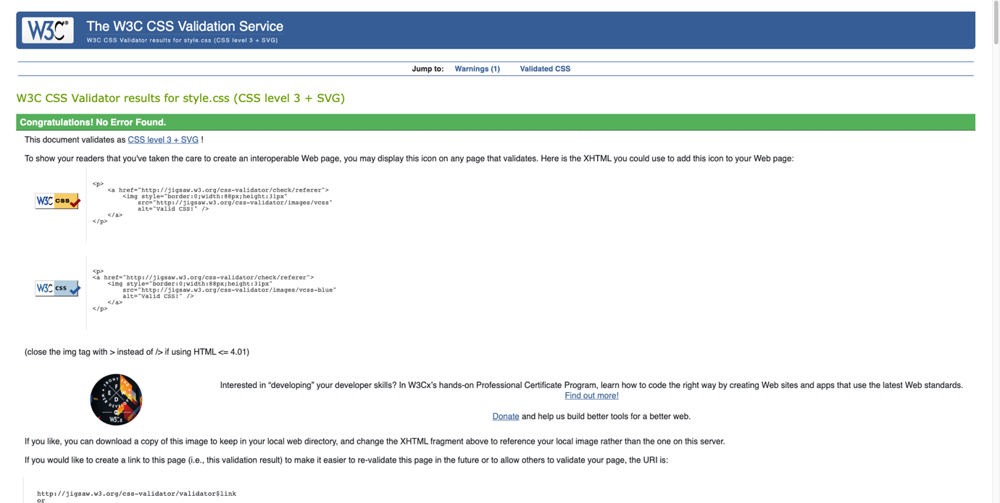 W3C®
The W3C CSS Validation Service
W3C CSS Validator results for style.css (CSS level 3 + SVG)
Jump to: Warnings (1) Validated CSS
W3C CSS Validator results for style.css (CSS level 3 + SVG)
Congratulations! No Error Found.
This document validates as CSS level 3 + SVG !
To show your readers that you've taken the care to create an interoperable Web page, you may display this icon on any page that validates. Here is the XHTML you could use to add this icon to your Web page:
W3C css
<p>
<a href="http://jigsaw.w3.org/css-validator/check/referer">
<img style="border:0;width:88px;height:31px"
src="http://jigsaw.w3.org/css-validator/images/vcss"
alt="Valid CSS!" />
</a>
</p>
W3C css
<p>
<a href="http://jigsaw.w3.org/css-validator/check/referer">
<img style="border:0;width:88px;height:31px"
src="http://jigsaw.w3.org/css-validator/images/vcss-blue"
alt="Valid CSS!" />
</a>
</p>
(close the img tag with > instead of /> if using HTML <= 4.01)
FRONT END
WEB DEVELOPER
F
E W
D
W3Cx
Interested in “developing” your developer skills? In W3Cx’s hands-on Professional Certificate Program, learn how to code the right way by creating Web sites and apps that use the latest Web standards.
Find out more!
Donate and help us build better tools for a better web.
If you like, you can download a copy of this image to keep in your local web directory, and change the XHTML fragment above to reference your local image rather than the one on this server.
If you would like to create a link to this page (i.e., this validation result) to make it easier to re-validate this page in the future or to allow others to validate your page, the URI is:
http://jigsaw.w3.org/css-validator/validator$link
or